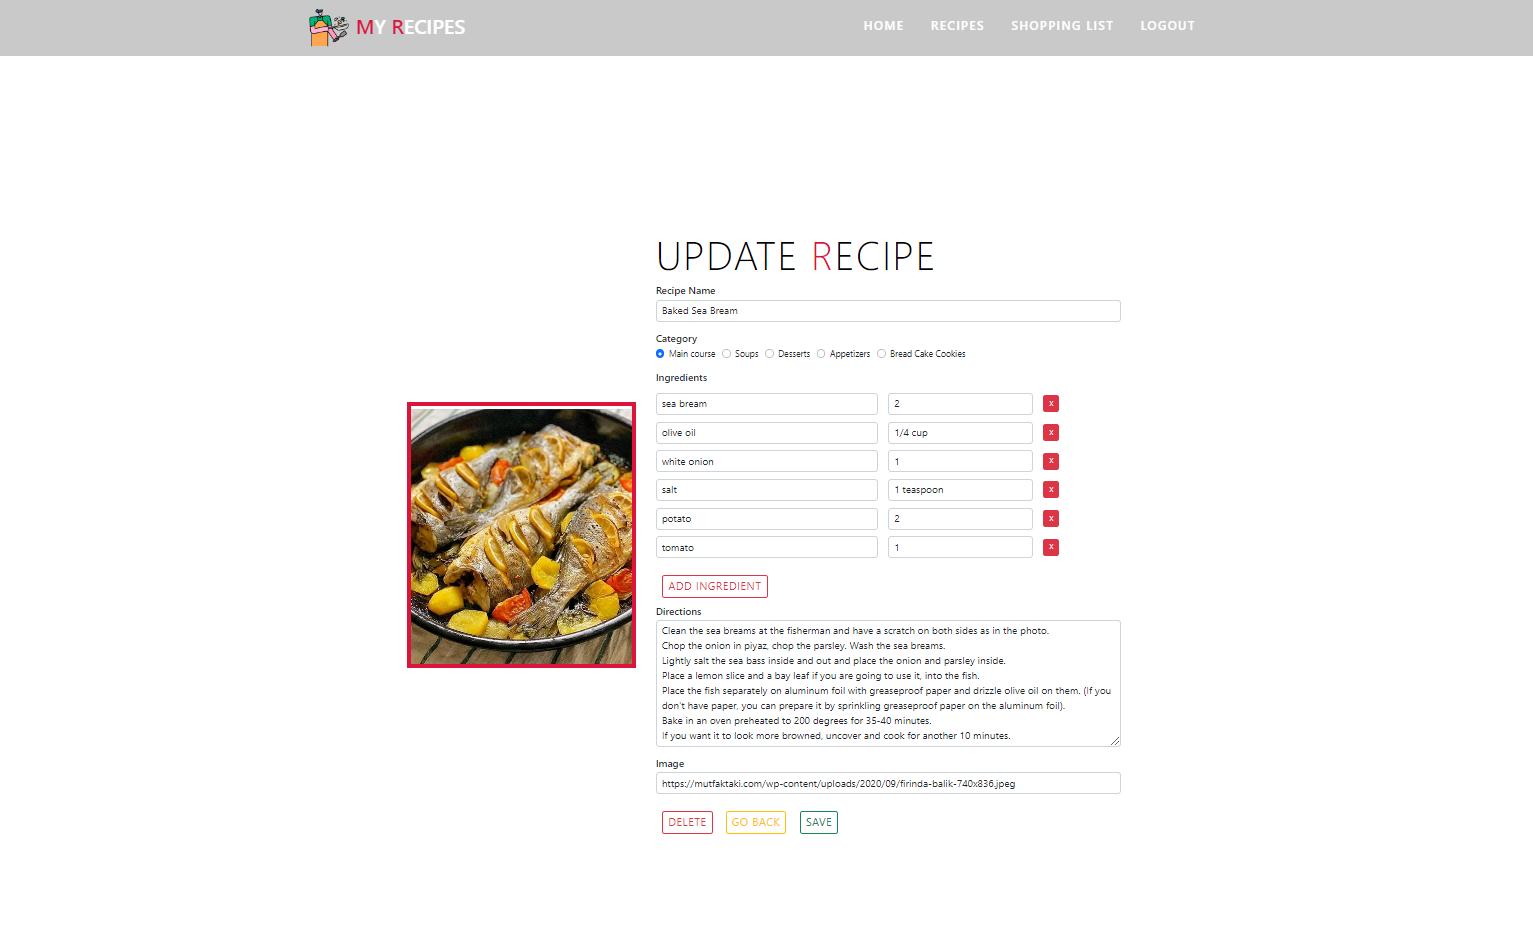 MY RECIPES
HOME RECIPES SHOPPING LIST LOGOUT
UPDATE RECIPE
Recipe Name
Baked Sea Bream
Category
Main course Soups Desserts Appetizers Bread Cake Cookies
Ingredients
sea bream 2 x
olive oil 1/4 cup x
white onion 1 x
salt 1 teaspoon x
potato 2 x
tomato 1 x
ADD INGREDIENT
Directions
Clean the sea breams at the fisherman and have a scratch on both sides as in the photo.
Chop the onion in piyaz, chop the parsley. Wash the sea breams.
Lightly salt the sea bass inside and out and place the onion and parsley inside.
Place a lemon slice and a bay leaf if you are going to use it, into the fish.
Place the fish separately on aluminum foil with greaseproof paper and drizzle olive oil on them. (If you
don't have paper, you can prepare it by sprinkling greaseproof paper on the aluminum foil).
Bake in an oven preheated to 200 degrees for 35-40 minutes.
If you want it to look more browned, uncover and cook for another 10 minutes.
Image
https://mutfaktaki.com/wp-content/uploads/2020/09/firinda-balik-740x836.jpeg
DELETE GO BACK SAVE